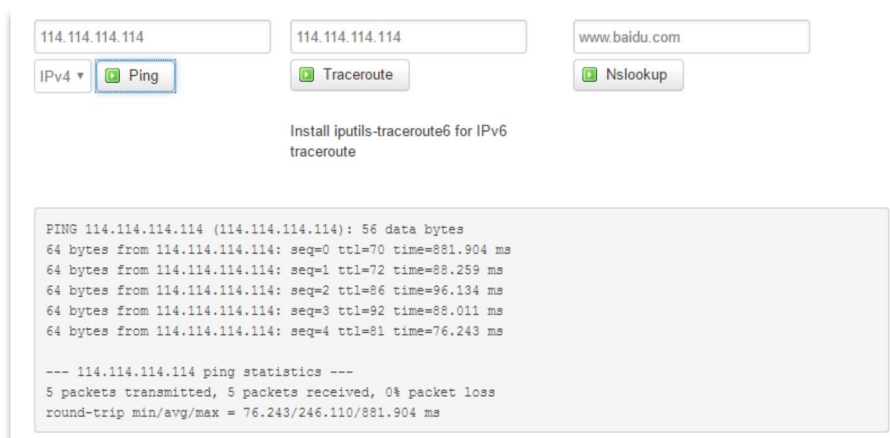 114.114.114.114
114.114.114.114
www.baidu.com
IPv4 Ping
Traceroute
Nslookup
Install iputils-traceroute6 for IPv6
traceroute
PING 114.114.114.114 (114.114.114.114): 56 data bytes
64 bytes from 114.114.114.114: seq=0 ttl=70 time=881.904 ms
64 bytes from 114.114.114.114: seq=1 ttl=72 time=88.259 ms
64 bytes from 114.114.114.114: seq=2 ttl=86 time=96.134 ms
64 bytes from 114.114.114.114: seq=3 ttl=92 time=88.011 ms
64 bytes from 114.114.114.114: seq=4 ttl=81 time=76.243 ms
--- 114.114.114.114 ping statistics ---
5 packets transmitted, 5 packets received, 0% packet loss
round-trip min/avg/max = 76.243/246.110/881.904 ms